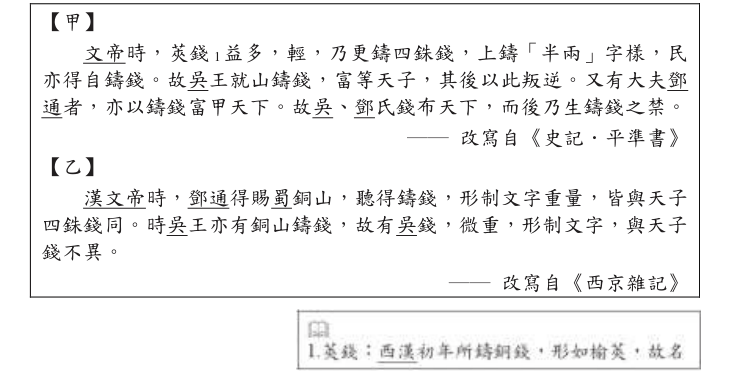 【甲】
文帝時，莢錢1益多，輕，乃更鑄四銖錢，上鑄「半兩」字樣，民
亦得自鑄錢。故吳王就山鑄錢，富等天子，其後以此叛逆。又有大夫鄧
通者，亦以鑄錢富甲天下。故吳、鄧氏錢布天下，而後乃生鑄錢之禁。
—— 改寫自《史記·平準書》
【乙】
漢文帝時，鄧通得賜蜀銅山，聽得鑄錢，形制文字重量，皆與天子
四銖錢同。時吳王亦有銅山鑄錢，故有吳錢，微重，形制文字，與天子
錢不異。
—— 改寫自《西京雜記》
1.莢錢：西漢初年所鑄銅錢，形如榆莢，故名